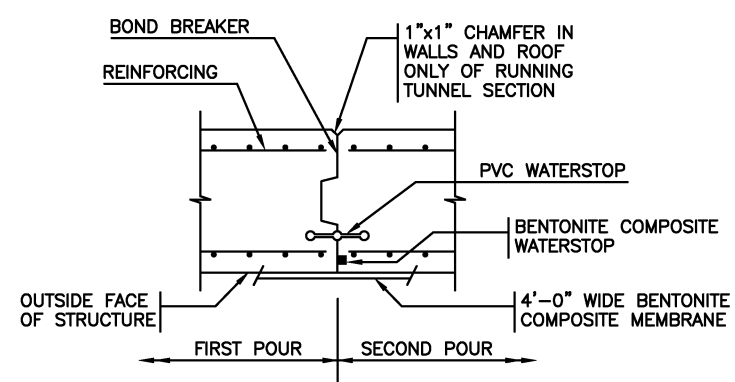 BOND BREAKER
1"x1" CHAMFER IN
WALLS AND ROOF
ONLY OF RUNNING
TUNNEL SECTION
REINFORCING
PVC WATERSTOP
BENTONITE COMPOSITE
WATERSTOP
OUTSIDE FACE
OF STRUCTURE
4'-0" WIDE BENTONITE
COMPOSITE MEMBRANE
FIRST POUR
SECOND POUR